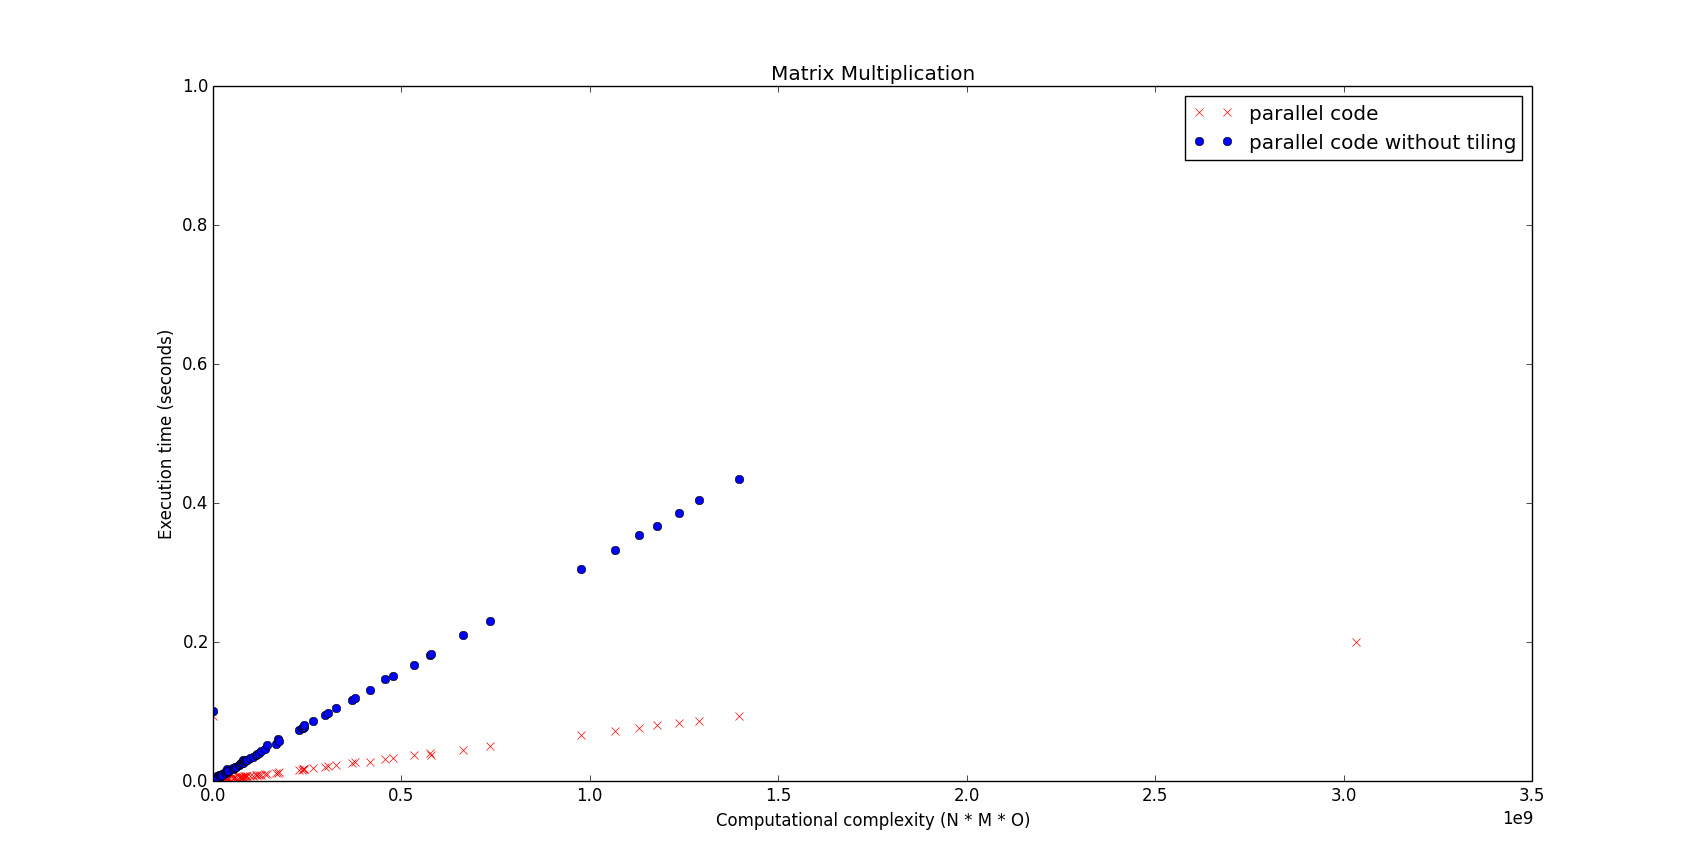 Matrix Multiplication
parallel code
parallel code without tiling
1.0
0.8
0.6
0.4
0.2
0.0
Execution time (seconds)
0.0 0.5 1.0 1.5 2.0 2.5 3.0 3.5
1e9
Computational complexity (N * M * O)